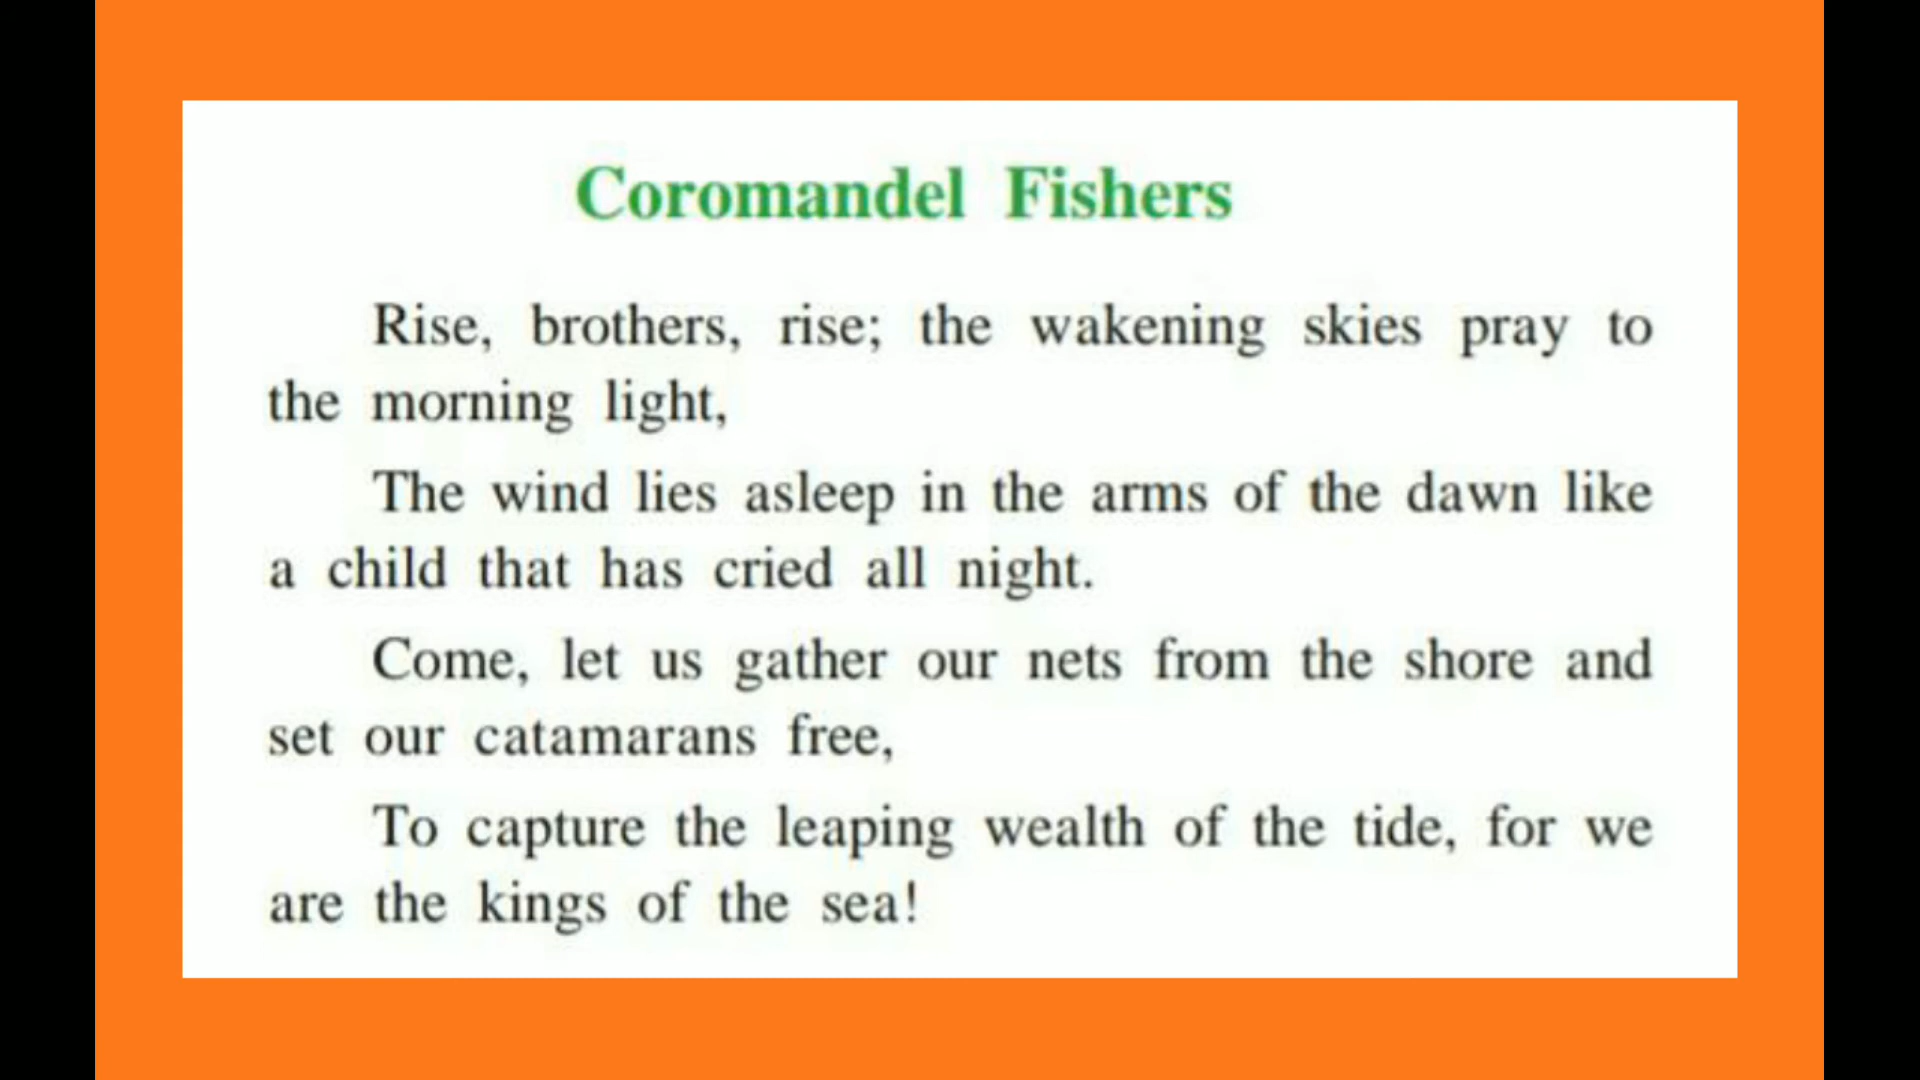 Coromandel Fishers
Rise, brothers, rise; the wakening skies pray to
the morning light,
The wind lies asleep in the arms of the dawn like
a child that has cried all night.
Come, let us gather our nets from the shore and
set our catamarans free,
To capture the leaping wealth of the tide, for we
are the kings of the sea!